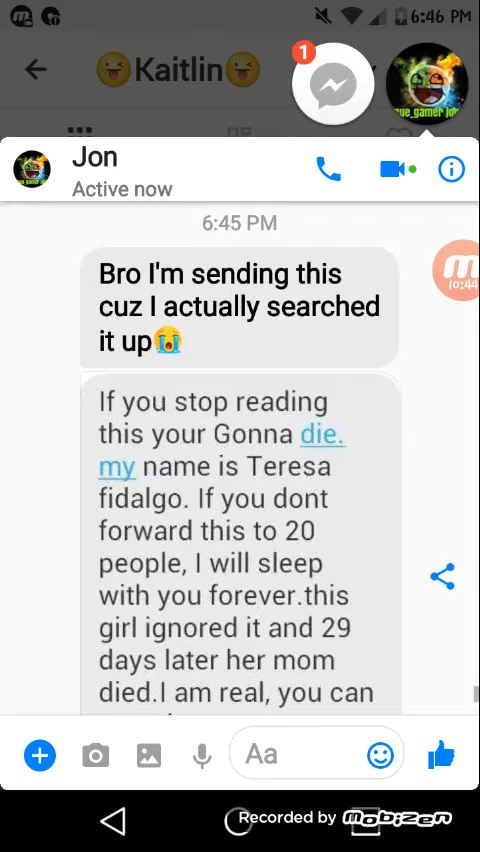 6:46 PM
😝Kaitlin😝
1
Jon
Active now
6:45 PM
Bro I'm sending this
cuz I actually searched
it up😭
10:44
If you stop reading
this your Gonna die.
my name is Teresa
fidalgo. If you dont
forward this to 20
people, I will sleep
with you forever.this
girl ignored it and 29
days later her mom
died.I am real, you can
Aa
Recorded by MOBIZEN